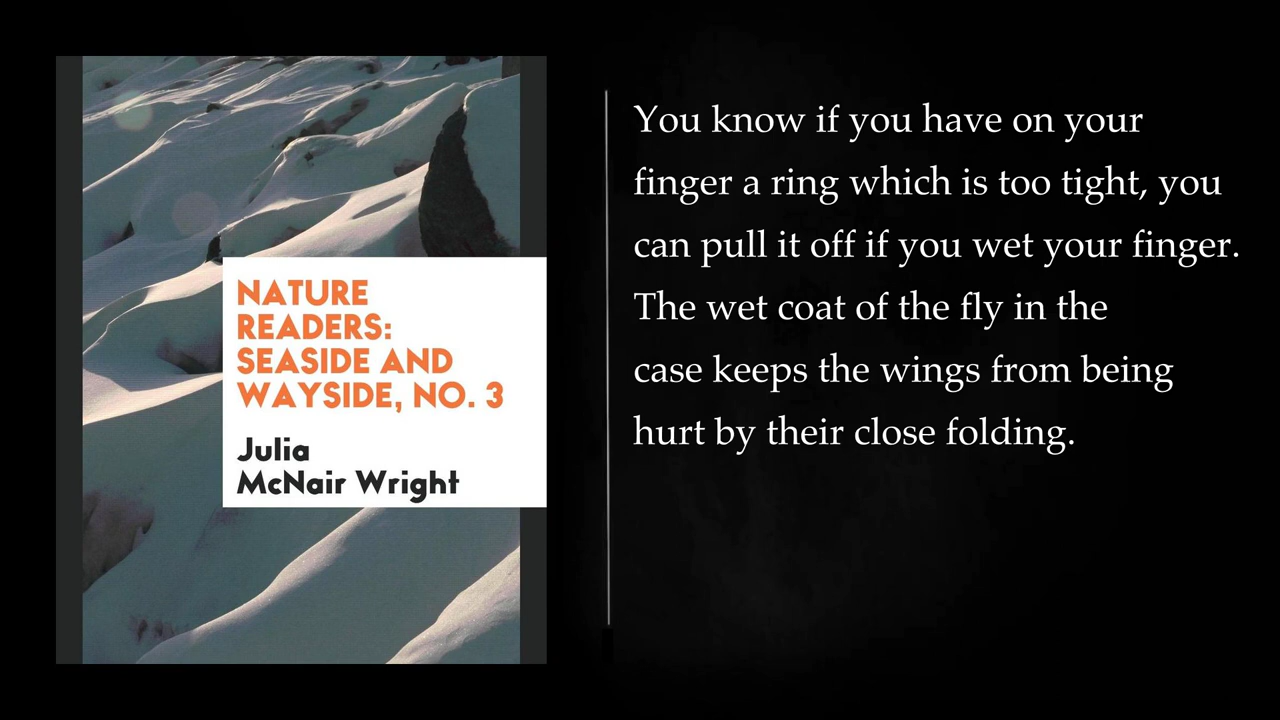 NATURE
READERS:
SEASIDE AND
WAYSIDE, NO. 3
Julia
McNair Wright
You know if you have on your
finger a ring which is too tight, you
can pull it off if you wet your finger.
The wet coat of the fly in the
case keeps the wings from being
hurt by their close folding.